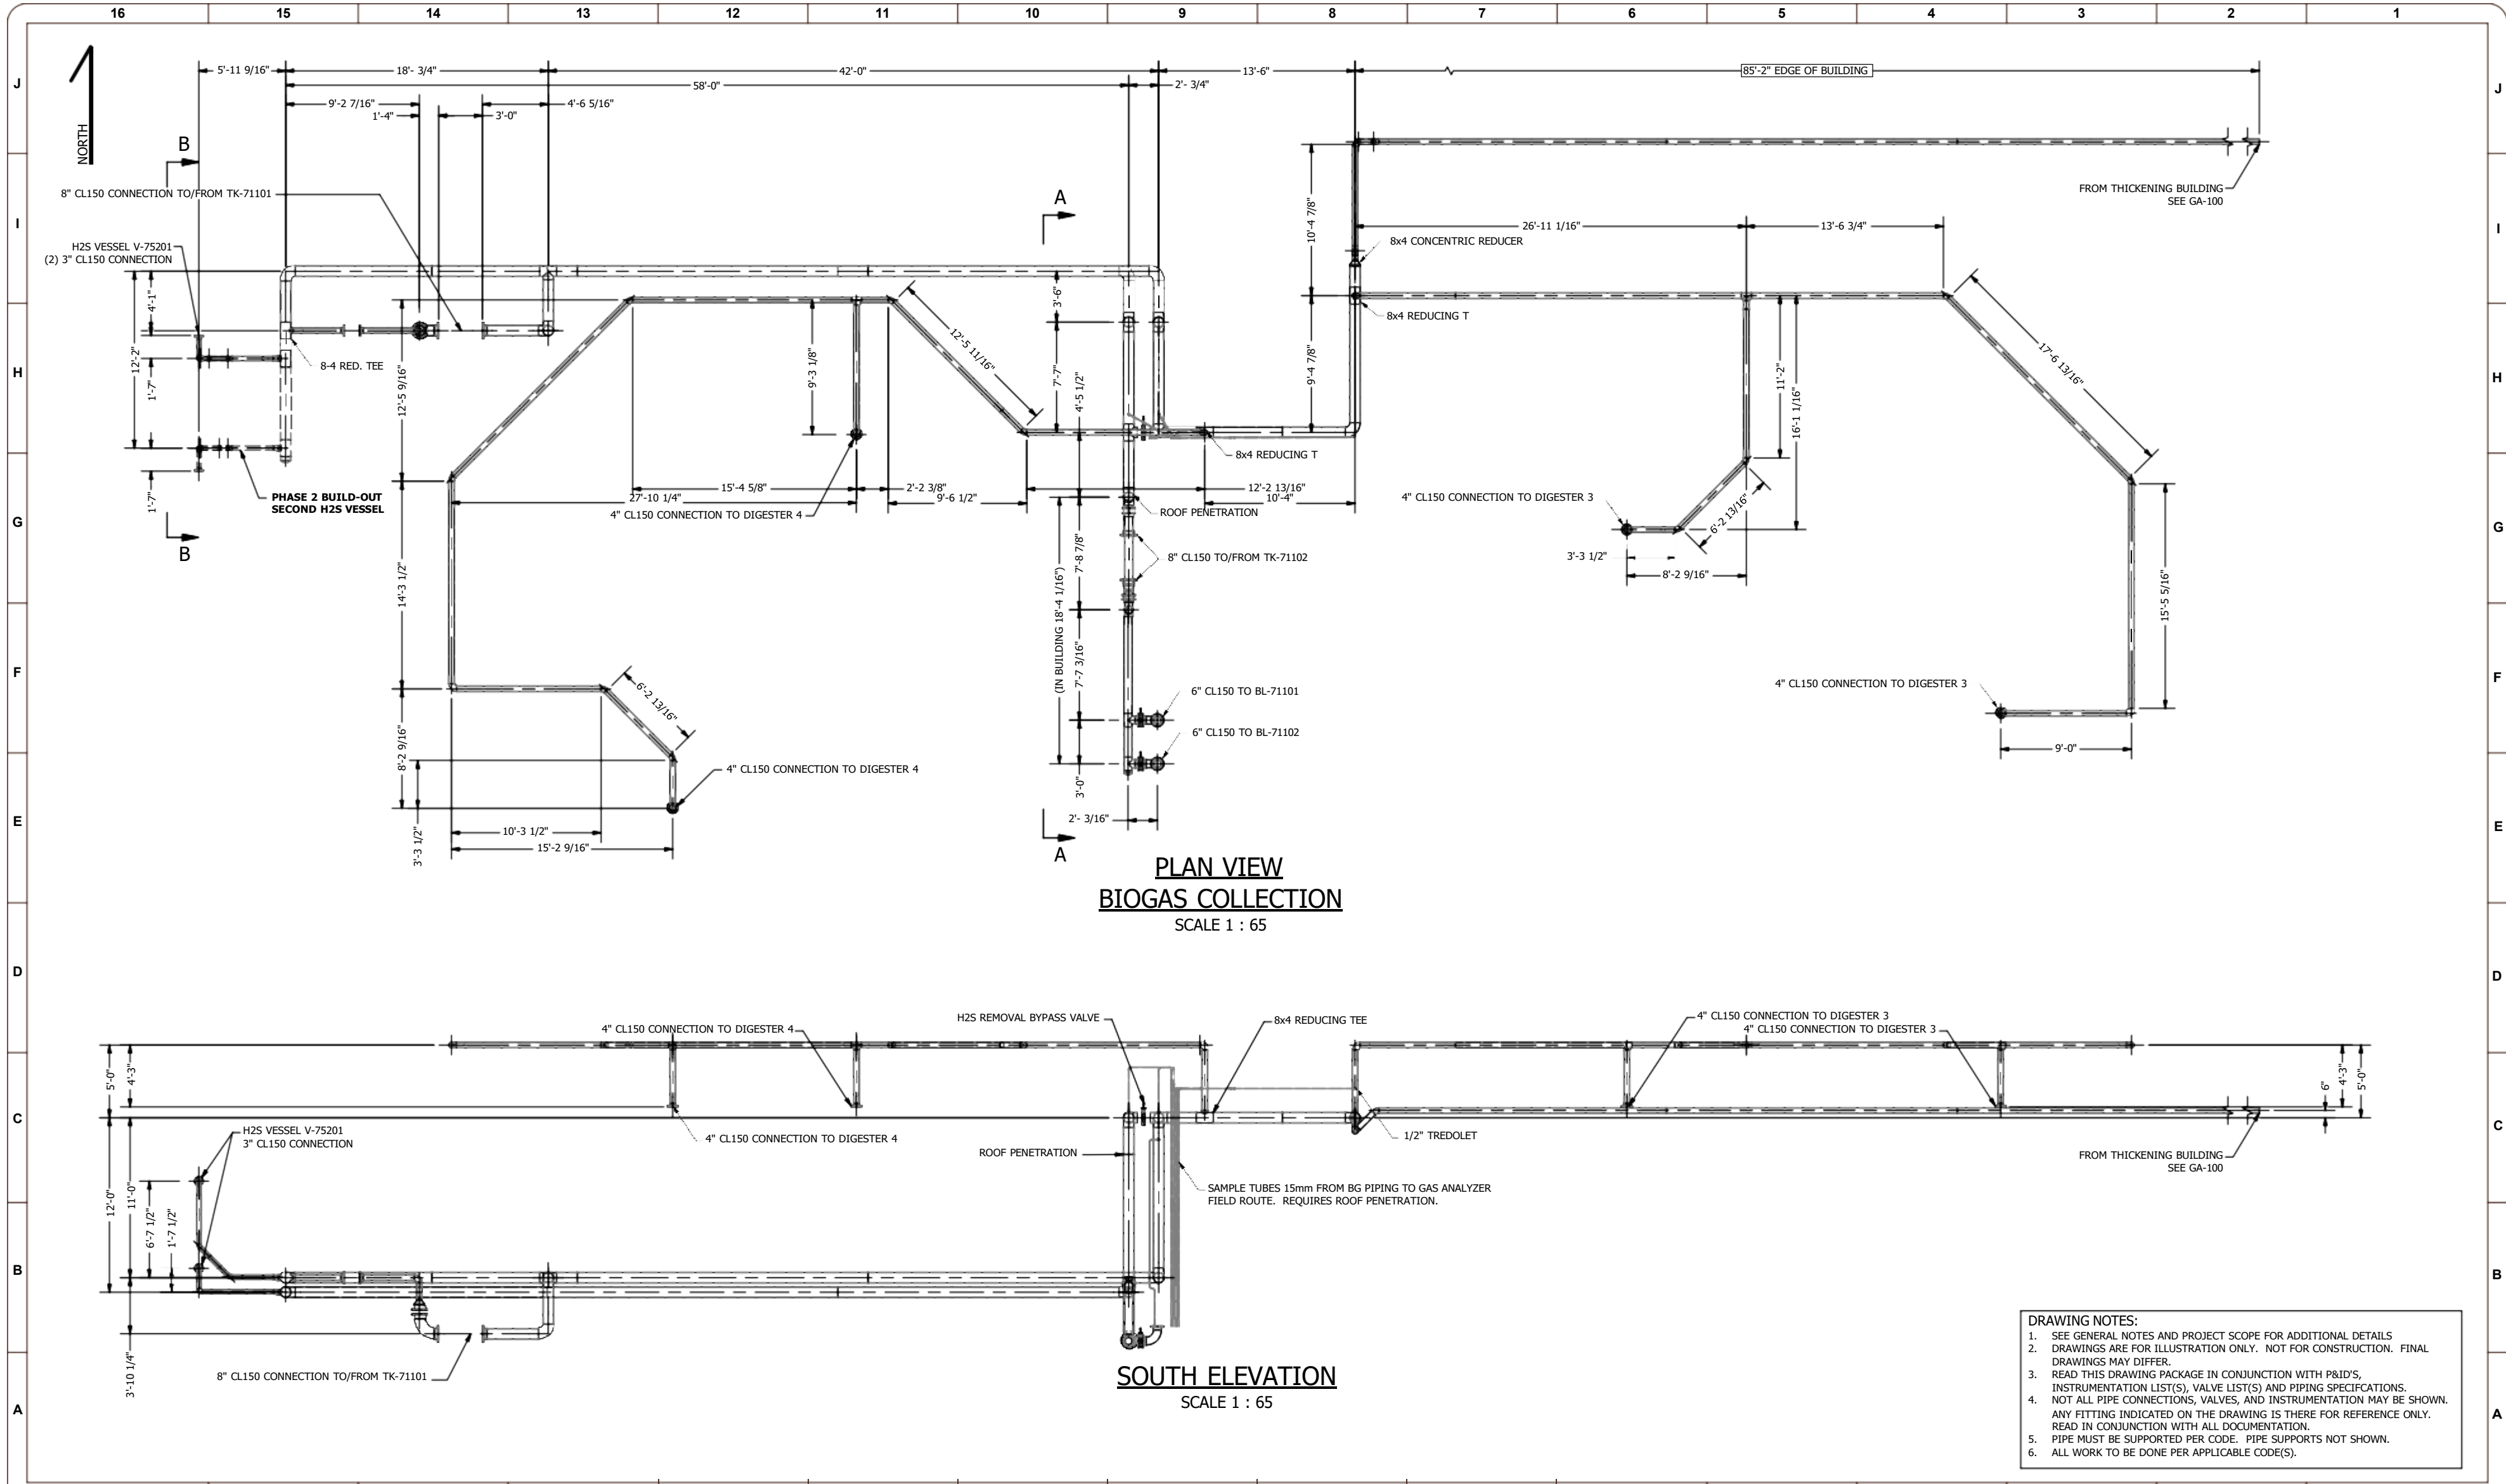 16 15 14 13 12 11 10 9 8 7 6 5 4 3 2 1
J
J
I
I
H
H
G
G
F
F
E
E
D
D
C
C
B
B
A
A
NORTH
5'-11 9/16"
18'- 3/4"
42'-0"
13'-6"
85'-2" EDGE OF BUILDING
58'-0"
2'- 3/4"
9'-2 7/16"
4'-6 5/16"
1'-4"
3'-0"
B
A
8" CL150 CONNECTION TO/FROM TK-71101
H2S VESSEL V-75201
(2) 3" CL150 CONNECTION
FROM THICKENING BUILDING
SEE GA-100
10'-4 7/8"
26'-11 1/16"
13'-6 3/4"
8x4 CONCENTRIC REDUCER
8x4 REDUCING T
4'-1"
12'-2"
1'-7"
1'-7"
8-4 RED. TEE
12'-5 9/16"
9'-3 1/8"
12'-5 11/16"
3'-6"
7'-7"
4'-5 1/2"
9'-4 7/8"
11'-2"
16'-1 1/16"
17'-6 13/16"
8x4 REDUCING T
PHASE 2 BUILD-OUT
SECOND H2S VESSEL
15'-4 5/8"
2'-2 3/8"
12'-2 13/16"
27'-10 1/4"
9'-6 1/2"
10'-4"
4" CL150 CONNECTION TO DIGESTER 4
ROOF PENETRATION
4" CL150 CONNECTION TO DIGESTER 3
6'-2 13/16"
B
14'-3 1/2"
(IN BUILDING 18'-4 1/16")
7'-8 7/8"
8" CL150 TO/FROM TK-71102
3'-3 1/2"
8'-2 9/16"
15'-5 5/16"
7'-7 3/16"
6'-2 13/16"
6" CL150 TO BL-71101
6" CL150 TO BL-71102
4" CL150 CONNECTION TO DIGESTER 3
9'-0"
8'-2 9/16"
4" CL150 CONNECTION TO DIGESTER 4
3'-0"
3'-3 1/2"
10'-3 1/2"
15'-2 9/16"
2'- 3/16"
A
PLAN VIEW
BIOGAS COLLECTION
SCALE 1 : 65
H2S REMOVAL BYPASS VALVE
8x4 REDUCING TEE
4" CL150 CONNECTION TO DIGESTER 4
4" CL150 CONNECTION TO DIGESTER 3
4" CL150 CONNECTION TO DIGESTER 3
5'-0"
4'-3"
6"
4'-3"
5'-0"
H2S VESSEL V-75201
3" CL150 CONNECTION
4" CL150 CONNECTION TO DIGESTER 4
1/2" TREDOLET
ROOF PENETRATION
FROM THICKENING BUILDING
SEE GA-100
SAMPLE TUBES 15mm FROM BG PIPING TO GAS ANALYZER
FIELD ROUTE. REQUIRES ROOF PENETRATION.
12'-0"
11'-0"
6'-7 1/2"
1'-7 1/2"
3'-10 1/4"
8" CL150 CONNECTION TO/FROM TK-71101
SOUTH ELEVATION
SCALE 1 : 65
DRAWING NOTES:
1. SEE GENERAL NOTES AND PROJECT SCOPE FOR ADDITIONAL DETAILS
2. DRAWINGS ARE FOR ILLUSTRATION ONLY. NOT FOR CONSTRUCTION. FINAL
DRAWINGS MAY DIFFER.
3. READ THIS DRAWING PACKAGE IN CONJUNCTION WITH P&ID'S,
INSTRUMENTATION LIST(S), VALVE LIST(S) AND PIPING SPECIFCATIONS.
4. NOT ALL PIPE CONNECTIONS, VALVES, AND INSTRUMENTATION MAY BE SHOWN.
ANY FITTING INDICATED ON THE DRAWING IS THERE FOR REFERENCE ONLY.
READ IN CONJUNCTION WITH ALL DOCUMENTATION.
5. PIPE MUST BE SUPPORTED PER CODE. PIPE SUPPORTS NOT SHOWN.
6. ALL WORK TO BE DONE PER APPLICABLE CODE(S).